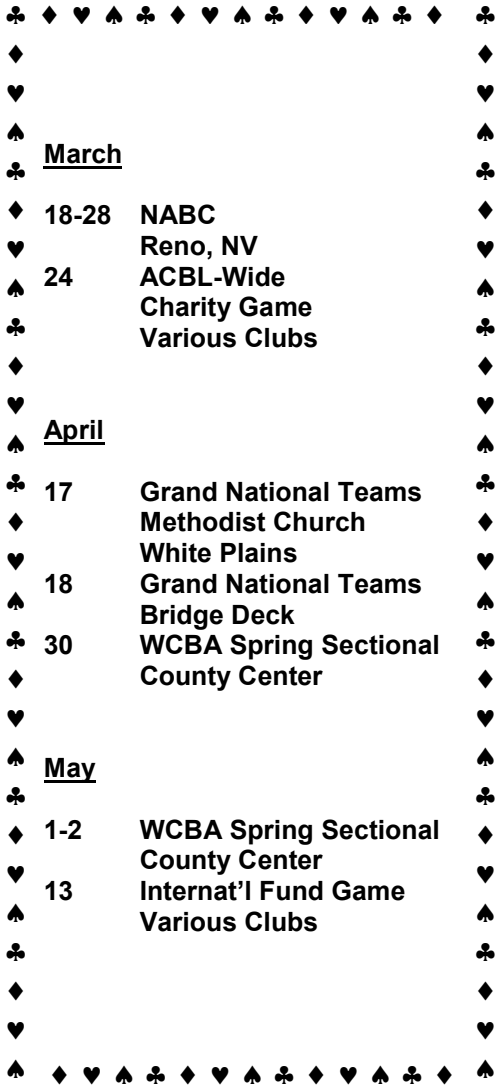 ♣ ♦ ♥ ♠ ♣ ♦ ♥ ♠ ♣ ♦ ♥ ♠ ♣ ♦ ♣
March
18-28 NABC
Reno, NV
24 ACBL-Wide
Charity Game
Various Clubs
April
17 Grand National Teams
Methodist Church
White Plains
18 Grand National Teams
Bridge Deck
30 WCBA Spring Sectional
County Center
May
1-2 WCBA Spring Sectional
County Center
13 Internat’l Fund Game
Various Clubs
♠ ♦ ♥ ♠ ♣ ♦ ♥ ♠ ♣ ♦ ♥ ♠ ♣ ♦ ♠